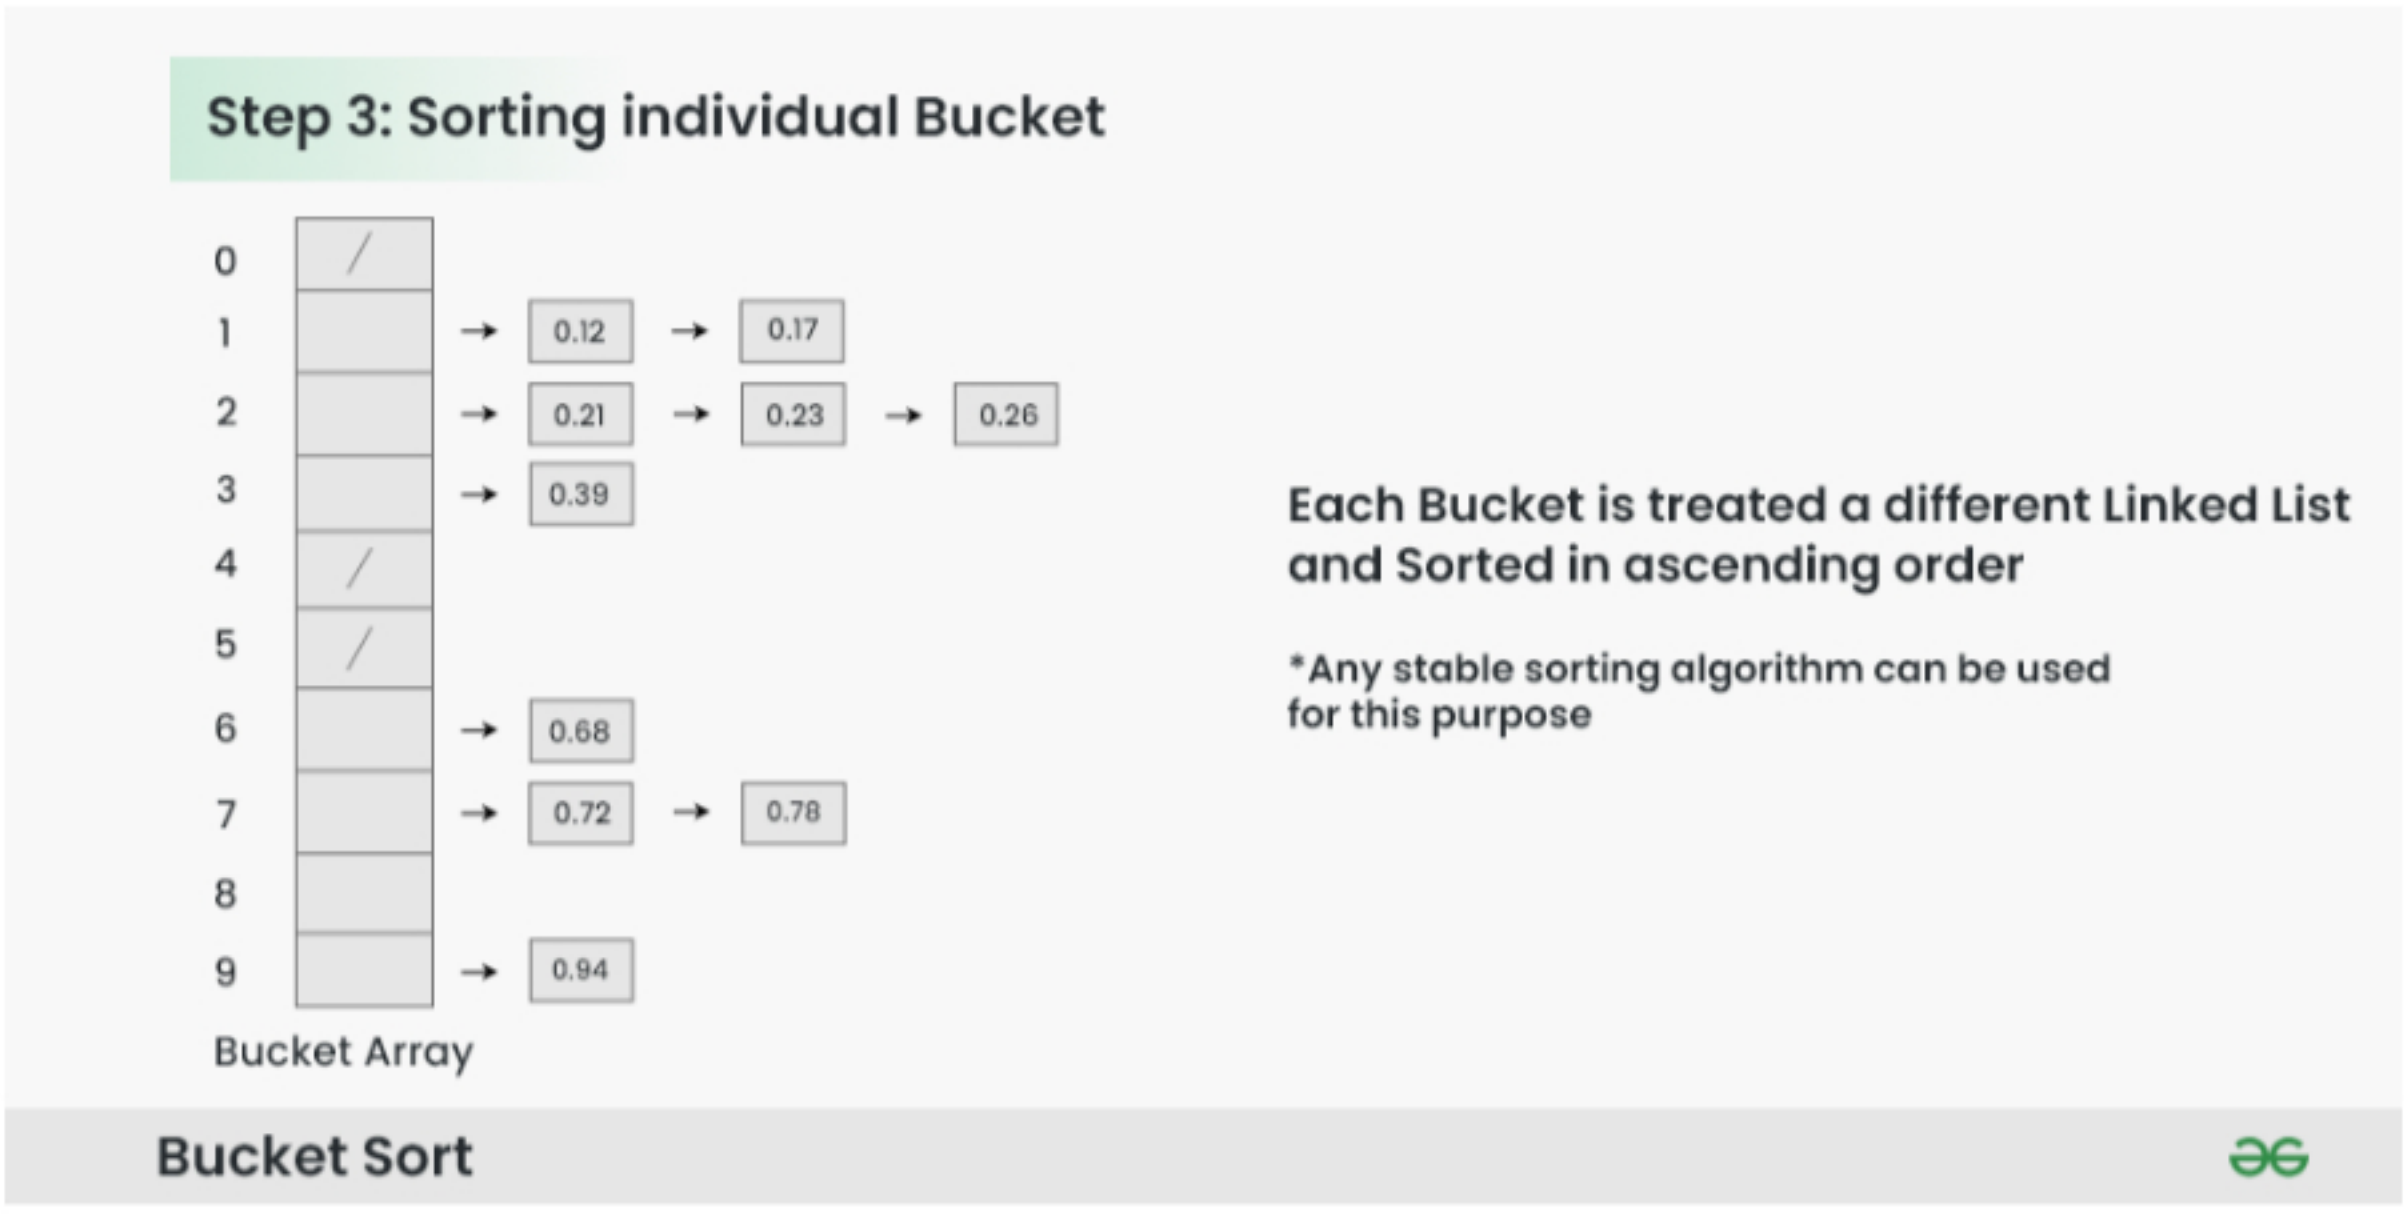 Step 3: Sorting individual Bucket
0 /
1 → 0.12 → 0.17
2 → 0.21 → 0.23 → 0.26
3 → 0.39
4 /
5 /
6 → 0.68
7 → 0.72 → 0.78
8
9 → 0.94
Bucket Array
Each Bucket is treated a different Linked List
and Sorted in ascending order
*Any stable sorting algorithm can be used
for this purpose
Bucket Sort